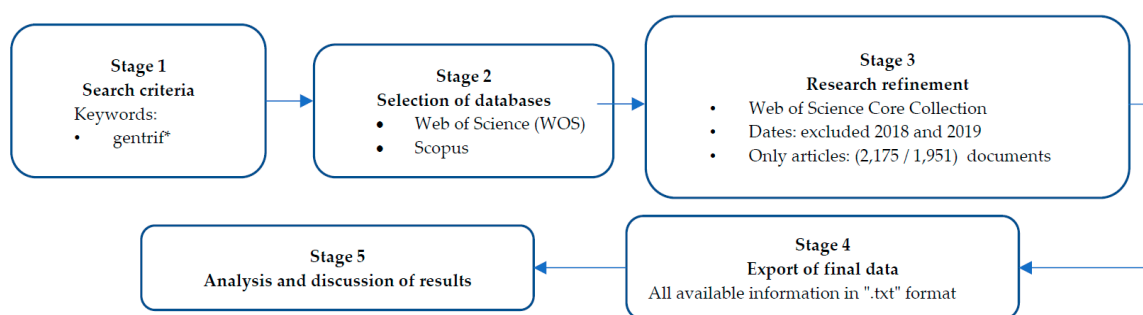 Stage 1
Search criteria
Keywords:
• gentrif*
Stage 2
Selection of databases
• Web of Science (WOS)
• Scopus
Stage 3
Research refinement
• Web of Science Core Collection
• Dates: excluded 2018 and 2019
• Only articles: (2,175 / 1,951) documents
Stage 4
Export of final data
All available information in ".txt" format
Stage 5
Analysis and discussion of results